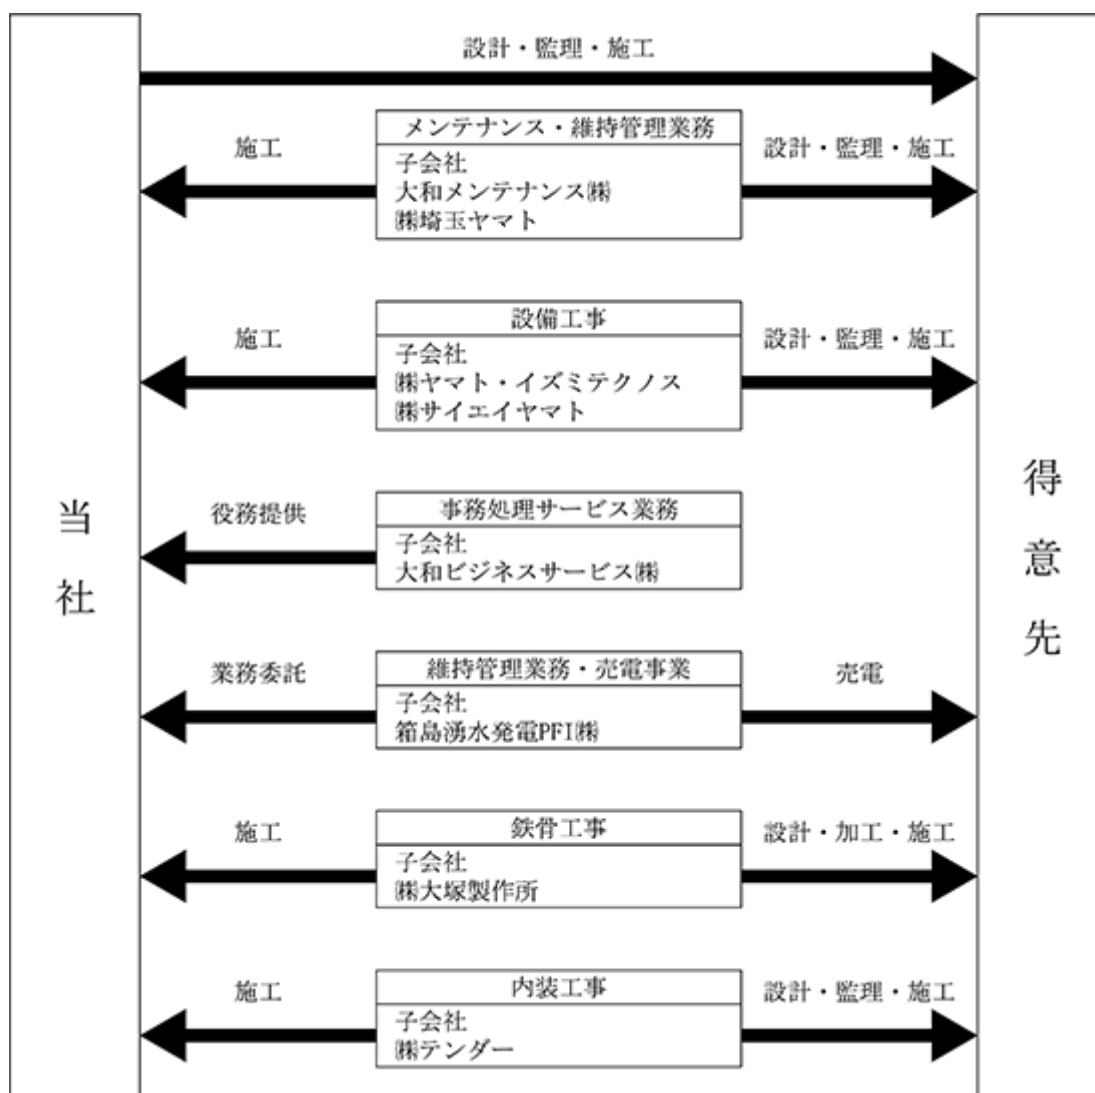 設計・監理・施工
メンテナンス・維持管理業務
施工
設計・監理・施工
子会社
大和メンテナンス㈱
㈱埼玉ヤマト
設備工事
施工
設計・監理・施工
子会社
㈱ヤマト・イズミテクノス
㈱サイエイヤマト
当社
得意先
役務提供
事務処理サービス業務
子会社
大和ビジネスサービス㈱
業務委託
維持管理業務・売電事業
売電
子会社
箱島湧水発電PFI㈱
施工
鉄骨工事
設計・加工・施工
子会社
㈱大塚製作所
施工
内装工事
設計・監理・施工
子会社
㈱テンダー